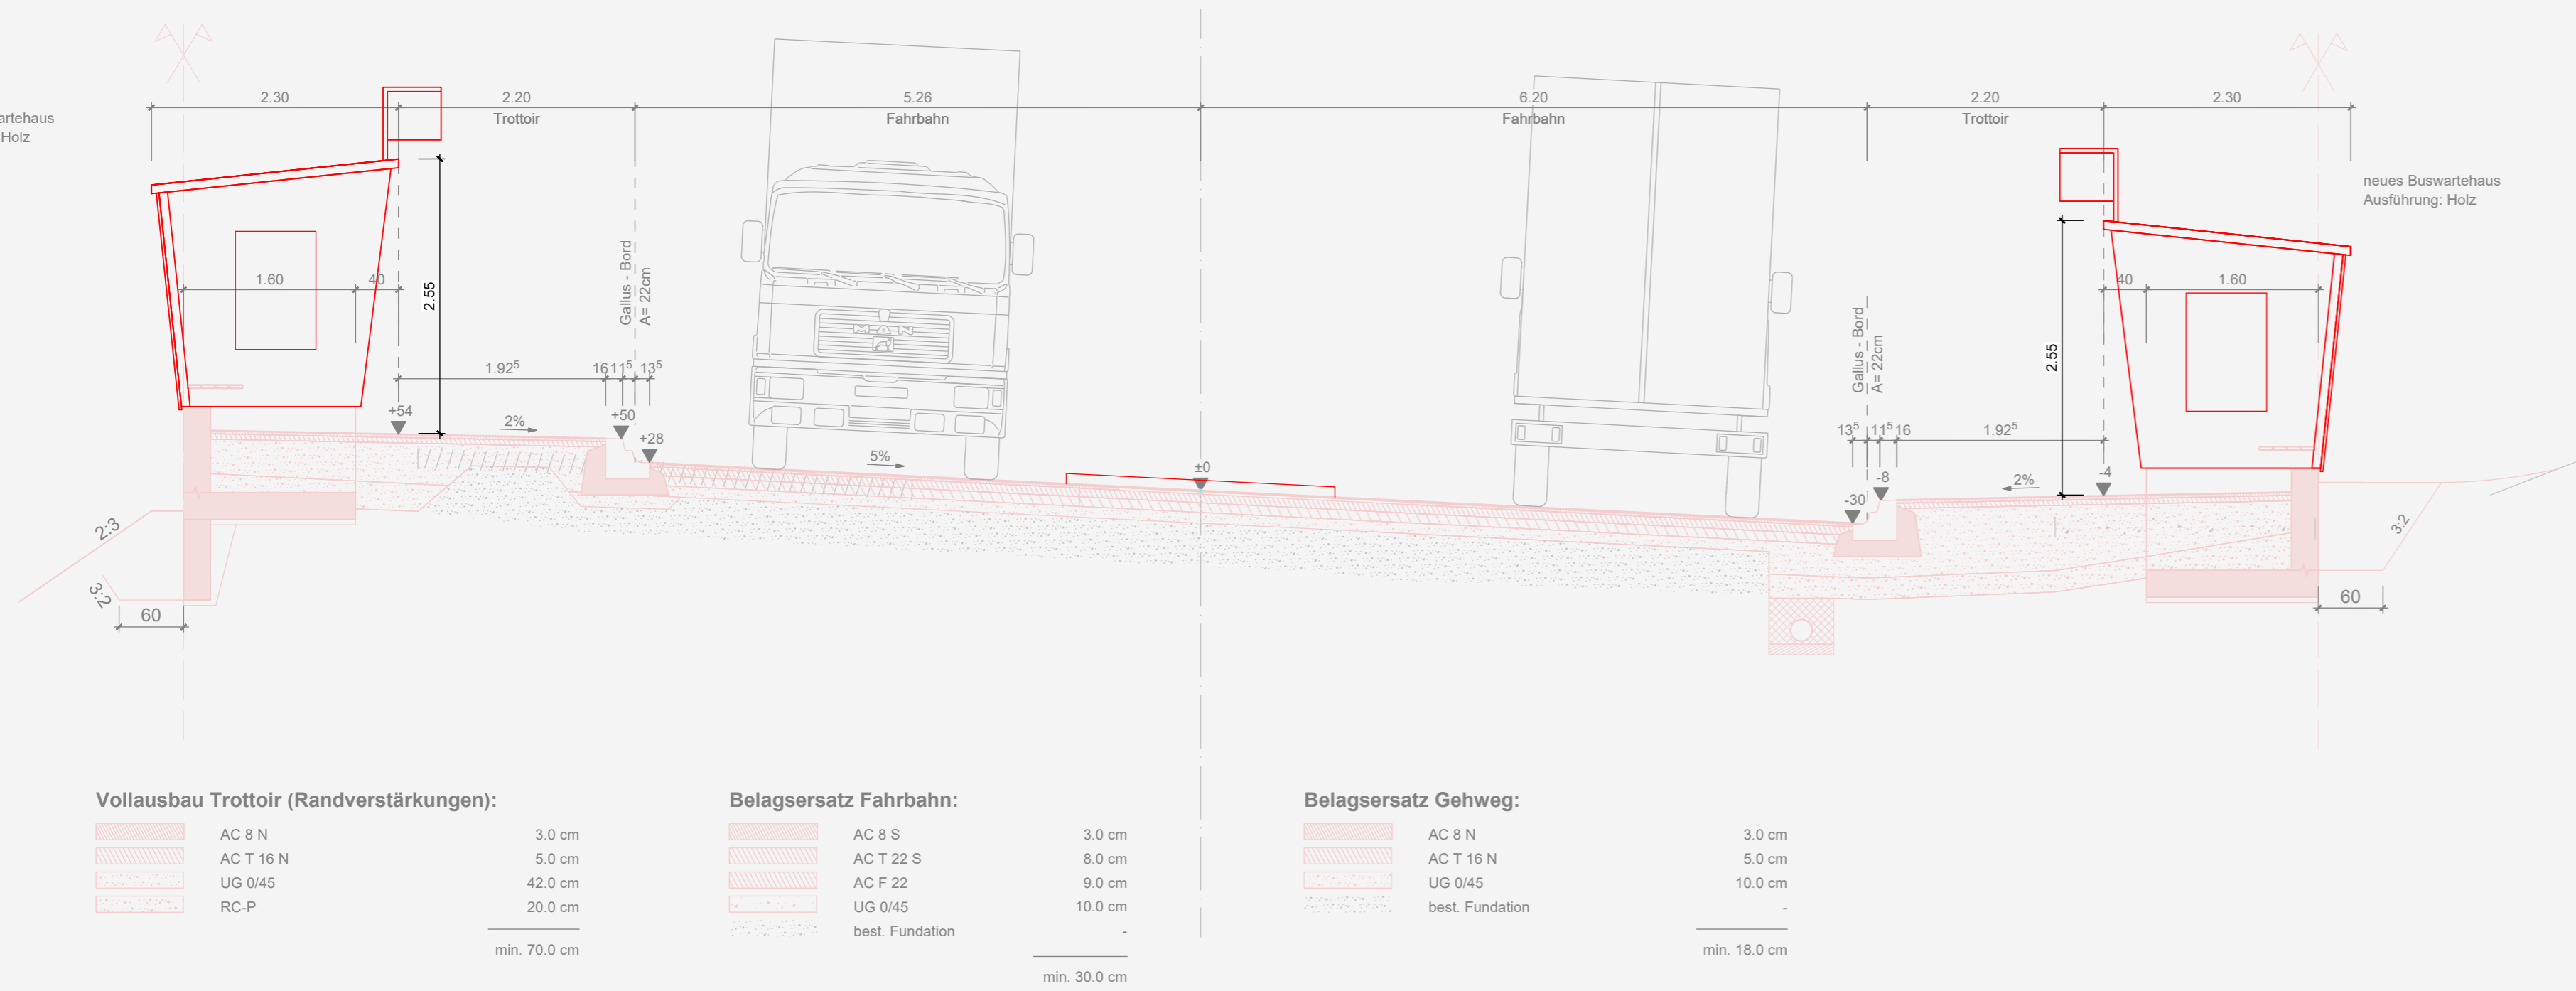 2.30
2.20
5.26
6.20
2.20
2.30
artehaus
Holz
Trottoir
Fahrbahn
Fahrbahn
Trottoir
neues Buswartehaus
Ausführung: Holz
1.60
40
2.55
Gallus - Bord
A= 22cm
MAN
Gallus - Bord
A= 22cm
2.55
40
1.60
1.92⁵
16
11⁵
13⁵
+54
+50
+28
2%
5%
±0
13⁵
11⁵
16
1.92⁵
-30
-8
-4
2%
2:3
3:2
60
3:2
60
Vollausbau Trottoir (Randverstärkungen):
AC 8 N 3.0 cm
AC T 16 N 5.0 cm
UG 0/45 42.0 cm
RC-P 20.0 cm
min. 70.0 cm
Belagsersatz Fahrbahn:
AC 8 S 3.0 cm
AC T 22 S 8.0 cm
AC F 22 9.0 cm
UG 0/45 10.0 cm
best. Fundation -
min. 30.0 cm
Belagsersatz Gehweg:
AC 8 N 3.0 cm
AC T 16 N 5.0 cm
UG 0/45 10.0 cm
best. Fundation -
min. 18.0 cm